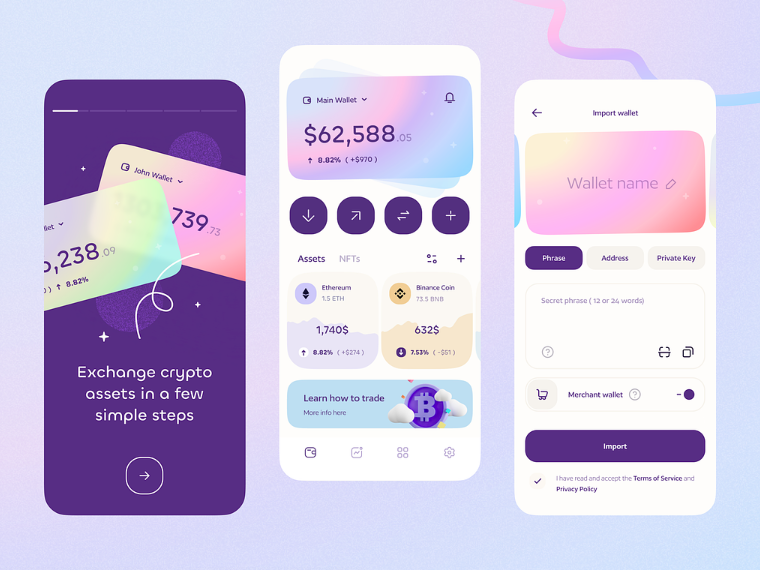 John Wallet
739.73
,238.09
8.82%
Exchange crypto
assets in a few
simple steps
Main Wallet
$62,588.05
8.82% (+$970)
Assets NFTs
Ethereum
1.5 ETH
1,740$
8.82% (+$274)
Binance Coin
73.5 BNB
632$
7.53% (-$51)
Learn how to trade
More info here
Import wallet
Wallet name
Phrase Address Private Key
Secret phrase ( 12 or 24 words)
Merchant wallet
Import
I have read and accept the Terms of Service and
Privacy Policy